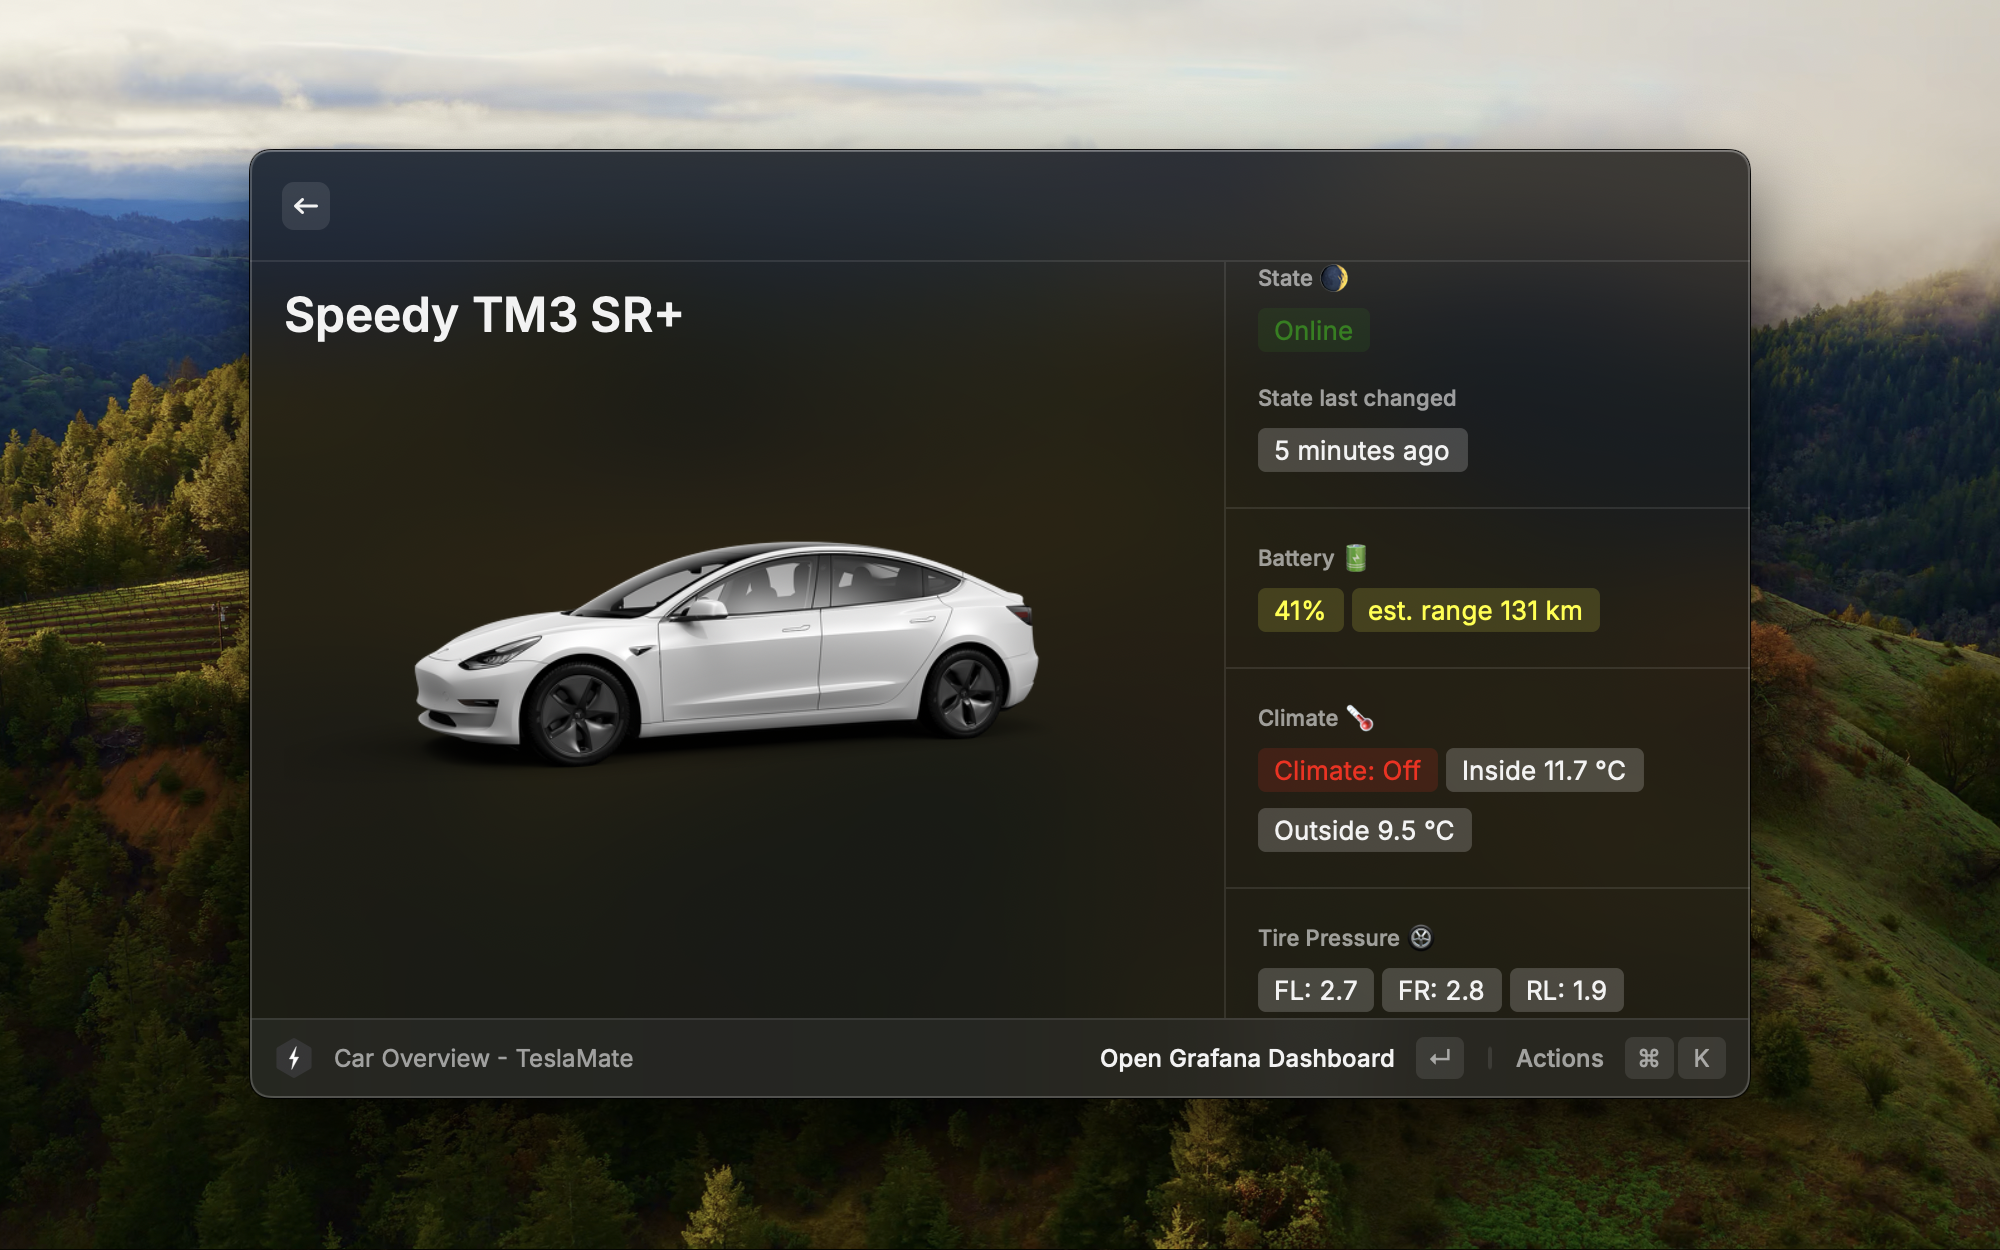 Speedy TM3 SR+
State
Online
State last changed
5 minutes ago
Battery
41% est. range 131 km
Climate
Climate: Off Inside 11.7 °C
Outside 9.5 °C
Tire Pressure
FL: 2.7 FR: 2.8 RL: 1.9
Car Overview - TeslaMate Open Grafana Dashboard ↵ Actions ⌘ K